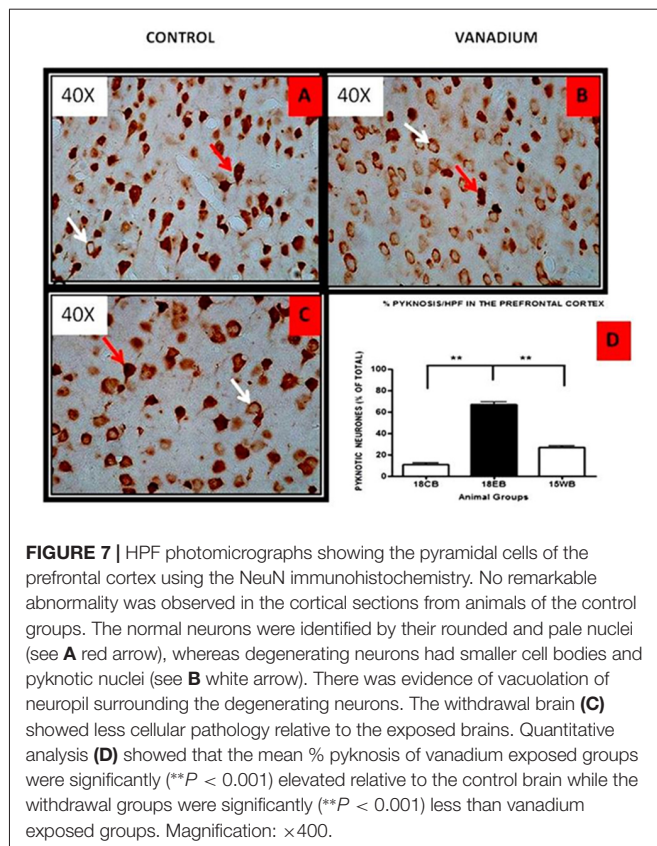 CONTROL
VANADIUM
40X
A
40X
B
40X
C
% PYKNOSIS/HPF IN THE PREFRONTAL CORTEX
D
PYKNOTIC NEURONES (% OF TOTAL)
100
80
60
40
20
0
**
**
18CB
18EB
15WB
Animal Groups
FIGURE 7 | HPF photomicrographs showing the pyramidal cells of the
prefrontal cortex using the NeuN immunohistochemistry. No remarkable
abnormality was observed in the cortical sections from animals of the control
groups. The normal neurons were identified by their rounded and pale nuclei
(see A red arrow), whereas degenerating neurons had smaller cell bodies and
pyknotic nuclei (see B white arrow). There was evidence of vacuolation of
neuropil surrounding the degenerating neurons. The withdrawal brain (C)
showed less cellular pathology relative to the exposed brains. Quantitative
analysis (D) showed that the mean % pyknosis of vanadium exposed groups
were significantly (**P < 0.001) elevated relative to the control brain while the
withdrawal groups were significantly (**P < 0.001) less than vanadium
exposed groups. Magnification: ×400.